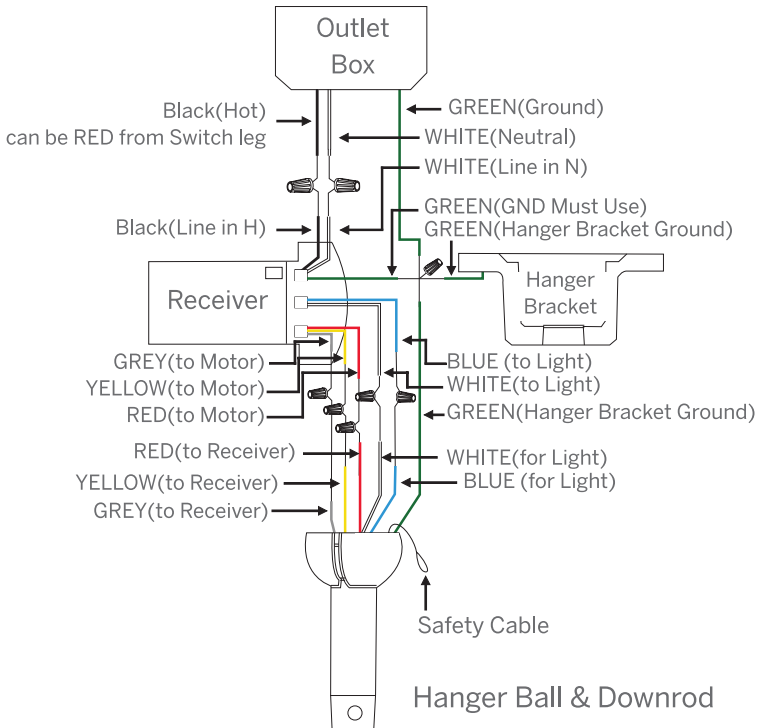 Outlet
Box
Black(Hot)
can be RED from Switch leg
GREEN(Ground)
WHITE(Neutral)
WHITE(Line in N)
GREEN(GND Must Use)
Black(Line in H)
GREEN(Hanger Bracket Ground)
Receiver
Hanger
Bracket
GREY(to Motor)
YELLOW(to Motor)
RED(to Motor)
BLUE (to Light)
WHITE(to Light)
GREEN(Hanger Bracket Ground)
RED(to Receiver)
YELLOW(to Receiver)
GREY(to Receiver)
WHITE(for Light)
BLUE (for Light)
Safety Cable
Hanger Ball & Downrod